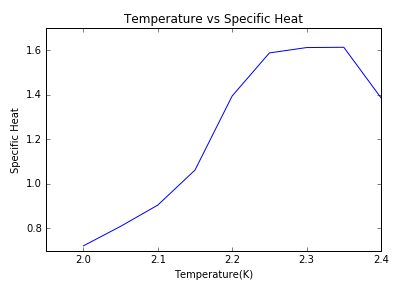 Temperature vs Specific Heat
Specific Heat
1.6
1.4
1.2
1.0
0.8
2.0 2.1 2.2 2.3 2.4
Temperature(K)